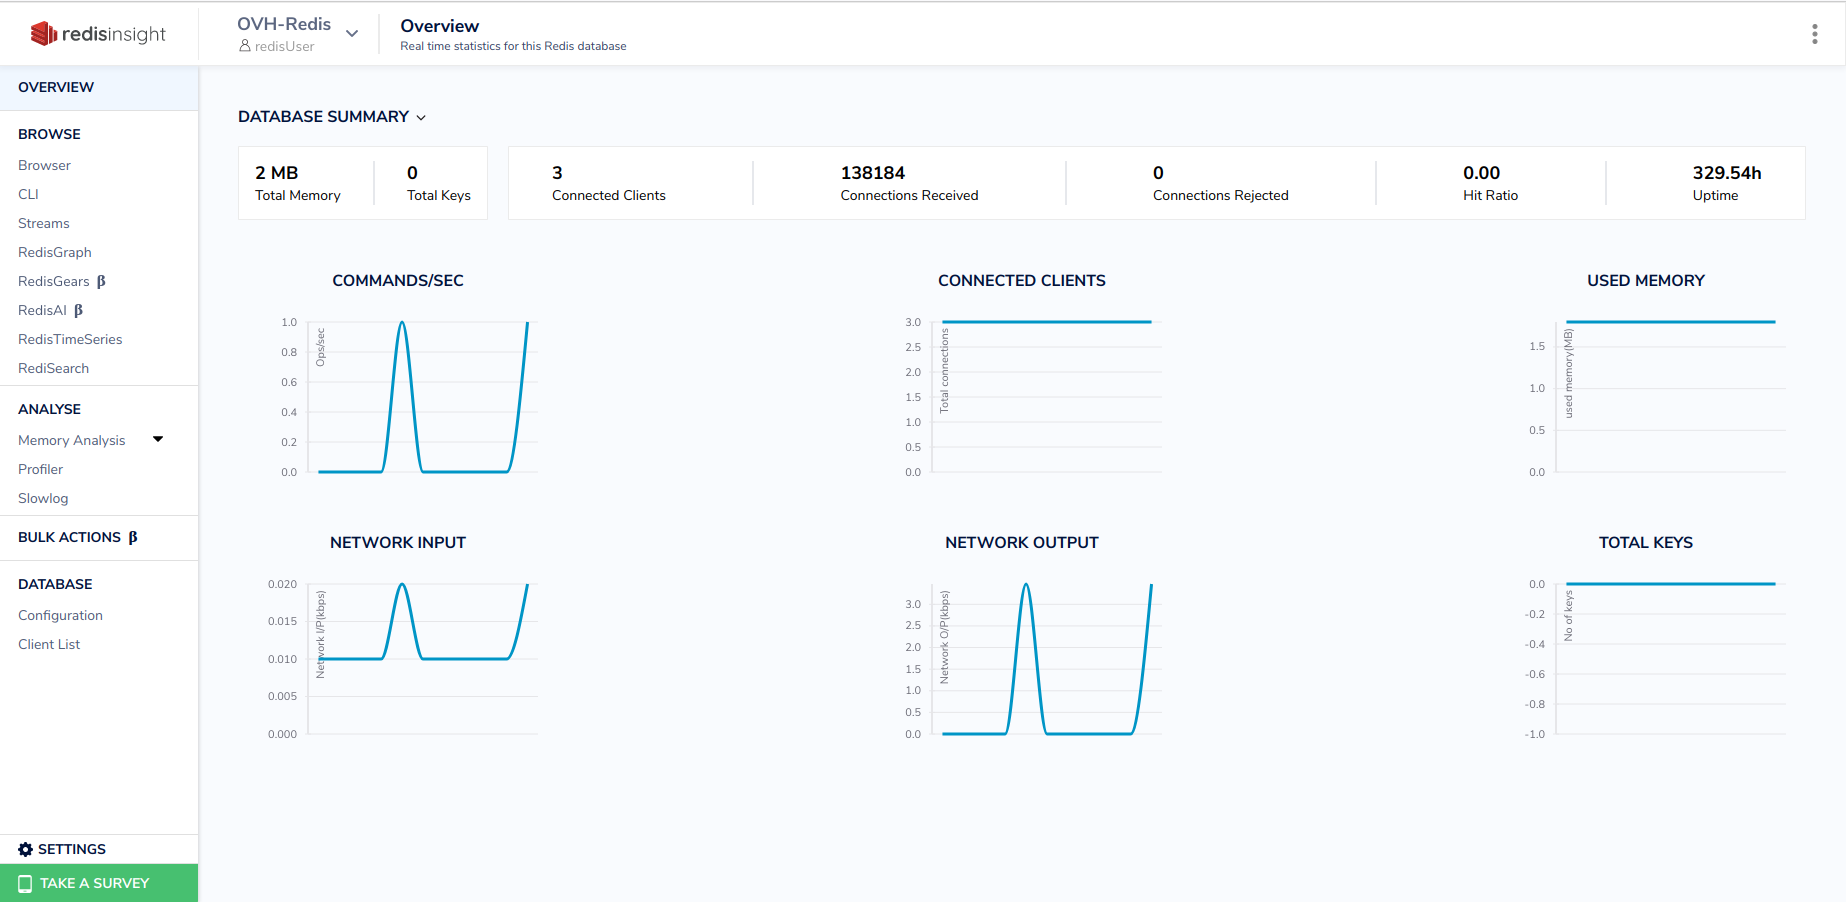 redisinsight
OVH-Redis
redisUser
Overview
Real time statistics for this Redis database
OVERVIEW
BROWSE
Browser
CLI
Streams
RedisGraph
RedisGears β
RedisAI β
RedisTimeSeries
RediSearch
ANALYSE
Memory Analysis
Profiler
Slowlog
BULK ACTIONS β
DATABASE
Configuration
Client List
SETTINGS
TAKE A SURVEY
DATABASE SUMMARY
2 MB
Total Memory
0
Total Keys
3
Connected Clients
138184
Connections Received
0
Connections Rejected
0.00
Hit Ratio
329.54h
Uptime
COMMANDS/SEC
1.0
0.8
0.6
0.4
0.2
0.0
Ops/sec
CONNECTED CLIENTS
3.0
2.5
2.0
1.5
1.0
0.5
0.0
Total connections
USED MEMORY
1.5
1.0
0.5
0.0
used memory(MB)
NETWORK INPUT
0.020
0.015
0.010
0.005
0.000
Network I/P(kbps)
NETWORK OUTPUT
3.0
2.5
2.0
1.5
1.0
0.5
0.0
Network O/P(kbps)
TOTAL KEYS
0.0
-0.2
-0.4
-0.6
-0.8
-1.0
No of keys